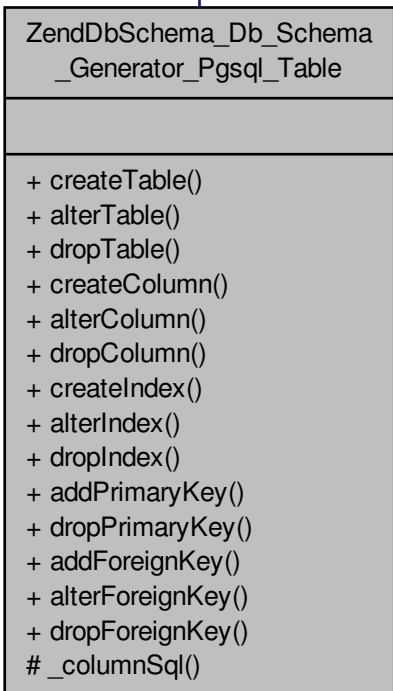 ZendDbSchema_Db_Schema
_Generator_Pgsql_Table
+ createTable()
+ alterTable()
+ dropTable()
+ createColumn()
+ alterColumn()
+ dropColumn()
+ createIndex()
+ alterIndex()
+ dropIndex()
+ addPrimaryKey()
+ dropPrimaryKey()
+ addForeignKey()
+ alterForeignKey()
+ dropForeignKey()
# _columnSql()